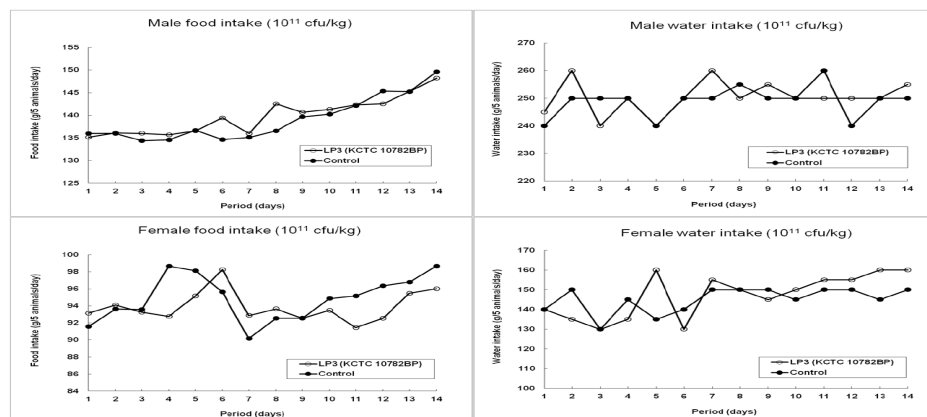 Male food intake (10¹¹ cfu/kg)
Food intake (g/5 animals/day)
155
150
145
140
135
130
125
LP3 (KCTC 10782BP)
Control
1 2 3 4 5 6 7 8 9 10 11 12 13 14
Period (days)
Male water intake (10¹¹ cfu/kg)
Water intake (g/5 animals/day)
270
260
250
240
230
220
LP3 (KCTC 10782BP)
Control
1 2 3 4 5 6 7 8 9 10 11 12 13 14
Period (days)
Female food intake (10¹¹ cfu/kg)
Food intake (g/5 animals/day)
100
98
96
94
92
90
88
86
84
LP3 (KCTC 10782BP)
Control
1 2 3 4 5 6 7 8 9 10 11 12 13 14
Period (days)
Female water intake (10¹¹ cfu/kg)
Water intake (g/5 animals/day)
170
160
150
140
130
120
110
100
LP3 (KCTC 10782BP)
Control
1 2 3 4 5 6 7 8 9 10 11 12 13 14
Period (days)